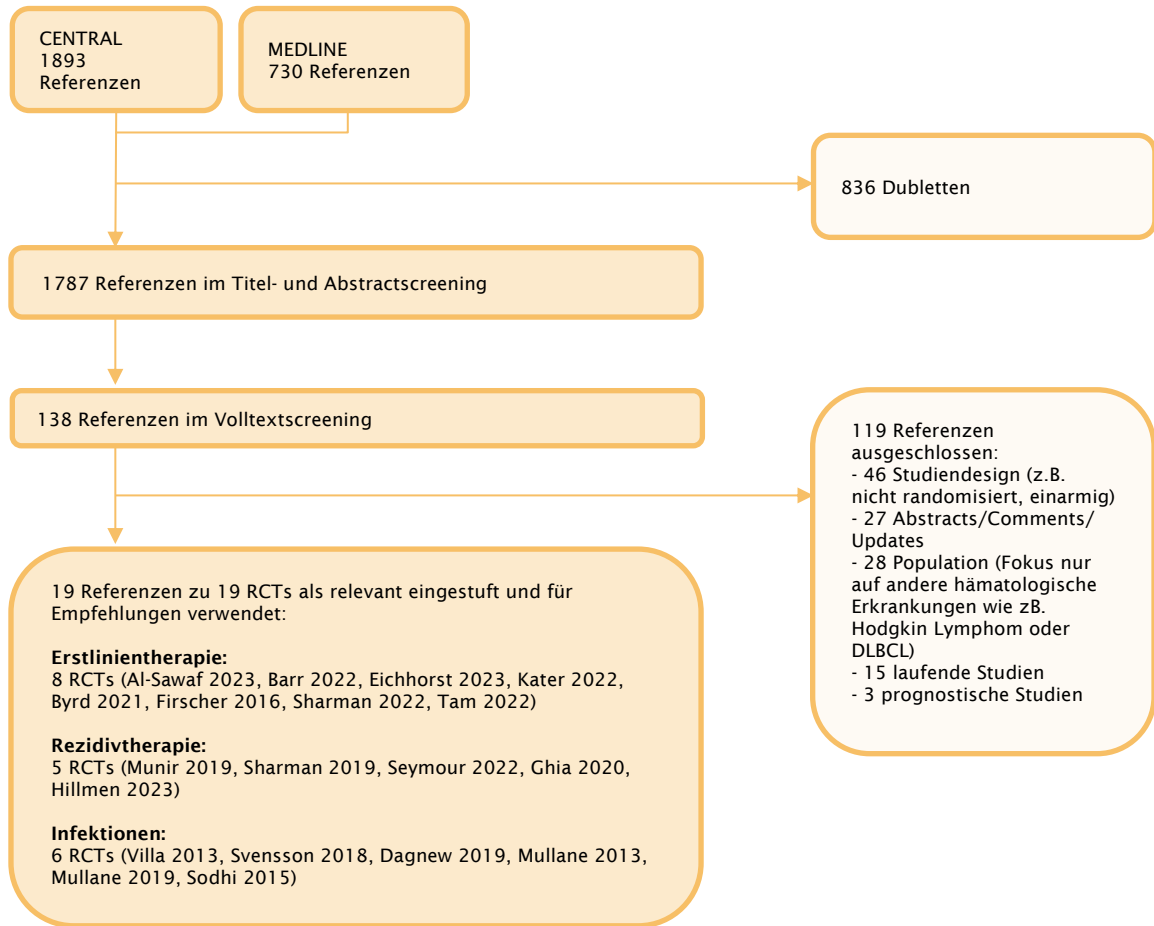 CENTRAL
1893
Referenzen
MEDLINE
730 Referenzen
836 Dubletten
1787 Referenzen im Titel- und Abstractscreening
138 Referenzen im Volltextscreening
119 Referenzen
ausgeschlossen:
- 46 Studiendesign (z.B.
nicht randomisiert, einarmig)
- 27 Abstracts/Comments/
Updates
- 28 Population (Fokus nur
auf andere hämatologische
Erkrankungen wie zB.
Hodgkin Lymphom oder
DLBCL)
- 15 laufende Studien
- 3 prognostische Studien
19 Referenzen zu 19 RCTs als relevant eingestuft und für
Empfehlungen verwendet:
Erstlinientherapie:
8 RCTs (Al-Sawaf 2023, Barr 2022, Eichhorst 2023, Kater 2022,
Byrd 2021, Firscher 2016, Sharman 2022, Tam 2022)
Rezidivtherapie:
5 RCTs (Munir 2019, Sharman 2019, Seymour 2022, Ghia 2020,
Hillmen 2023)
Infektionen:
6 RCTs (Villa 2013, Svensson 2018, Dagnew 2019, Mullane 2013,
Mullane 2019, Sodhi 2015)